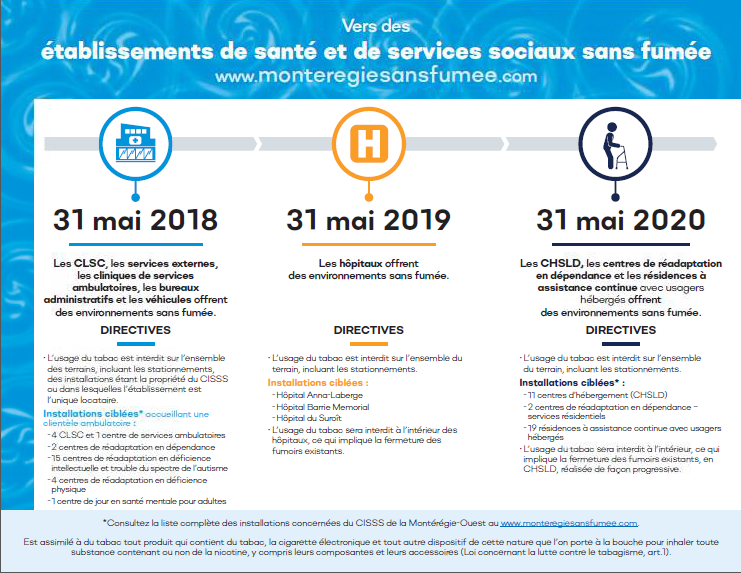 Vers des
établissements de santé et de services sociaux sans fumée
www.monteregiesansfumee.com
H
31 mai 2018
Les CLSC, les services externes,
les cliniques de services
ambulatoires, les bureaux
administratifs et les véhicules offrent
des environnements sans fumée.
DIRECTIVES
· L'usage du tabac est interdit sur l'ensemble
des terrains, incluant les stationnements,
des installations étant la propriété du CISSS
ou dans lesquelles l'établissement est
l'unique locataire.
Installations ciblées* accueillant une
clientèle ambulatoire :
- 4 CLSC et 1 centre de services ambulatoires
- 2 centres de réadaptation en dépendance
- 15 centres de réadaptation en déficience
intellectuelle et trouble du spectre de l'autisme
- 4 centres de réadaptation en déficience
physique
- 1 centre de jour en santé mentale pour adultes
31 mai 2019
Les hôpitaux offrent
des environnements sans fumée.
DIRECTIVES
· L'usage du tabac est interdit sur l'ensemble du
terrain, incluant les stationnements.
Installations ciblées :
- Hôpital Anna-Laberge
- Hôpital Barrie Memorial
- Hôpital du Suroît
· L'usage du tabac sera interdit à l'intérieur des
hôpitaux, ce qui implique la fermeture des
fumoirs existants.
31 mai 2020
Les CHSLD, les centres de réadaptation
en dépendance et les résidences à
assistance continue avec usagers
hébergés offrent
des environnements sans fumée.
DIRECTIVES
· L'usage du tabac est interdit sur l'ensemble
du terrain, incluant les stationnements.
Installations ciblées* :
- 11 centres d'hébergement (CHSLD)
- 2 centres de réadaptation en dépendance –
services résidentiels
- 19 résidences à assistance continue avec usagers
hébergés
· L'usage du tabac sera interdit à l'intérieur, ce qui
implique la fermeture des fumoirs existants, en
CHSLD, réalisée de façon progressive.
*Consultez la liste complète des installations concernées du CISSS de la Montérégie-Ouest au www.monteregiesansfumee.com.
Est assimilé à du tabac tout produit qui contient du tabac, la cigarette électronique et tout autre dispositif de cette nature que l'on porte à la bouche pour inhaler toute
substance contenant ou non de la nicotine, y compris leurs composantes et leurs accessoires (Loi concernant la lutte contre le tabagisme, art.1).